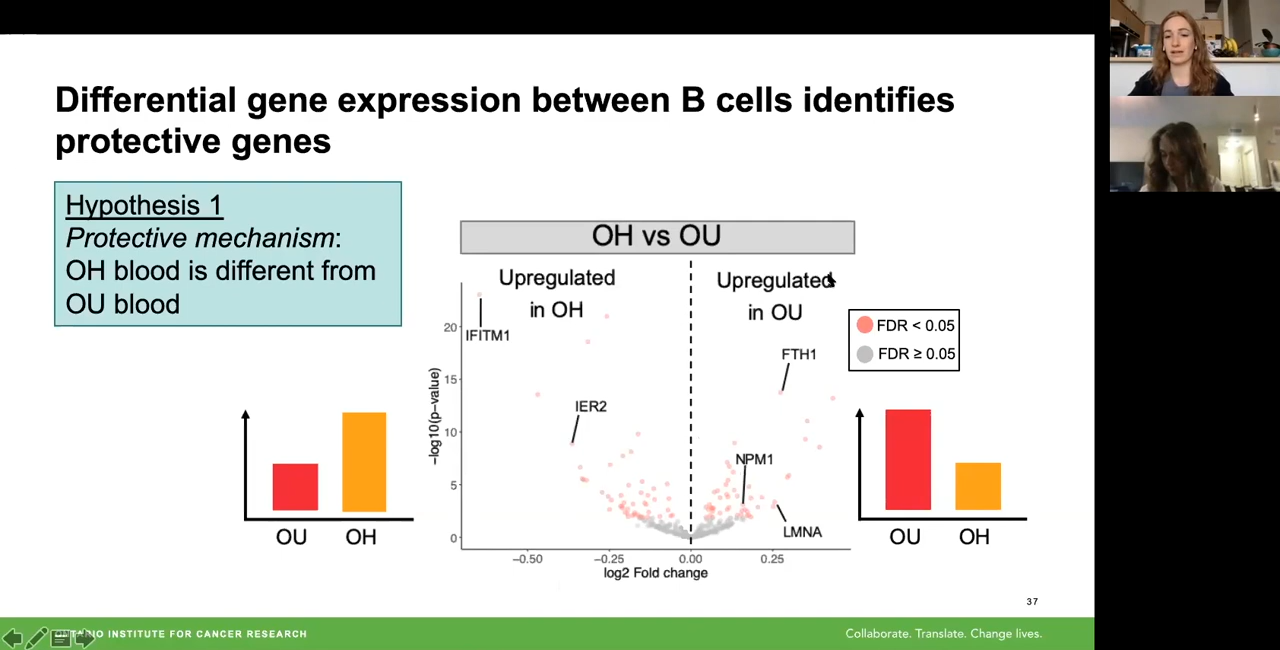 Differential gene expression between B cells identifies
protective genes
Hypothesis 1
Protective mechanism:
OH blood is different from
OU blood
OH vs OU
Upregulated
in OH
Upregulated
in OU
IFITM1
IER2
FTH1
NPM1
LMNA
FDR < 0.05
FDR ≥ 0.05
−log10(p−value)
20
15
10
5
0
−0.50
−0.25
0.00
0.25
log2 Fold change
OU
OH
OU
OH
37
INSTITUTE FOR CANCER RESEARCH
Collaborate. Translate. Change lives.